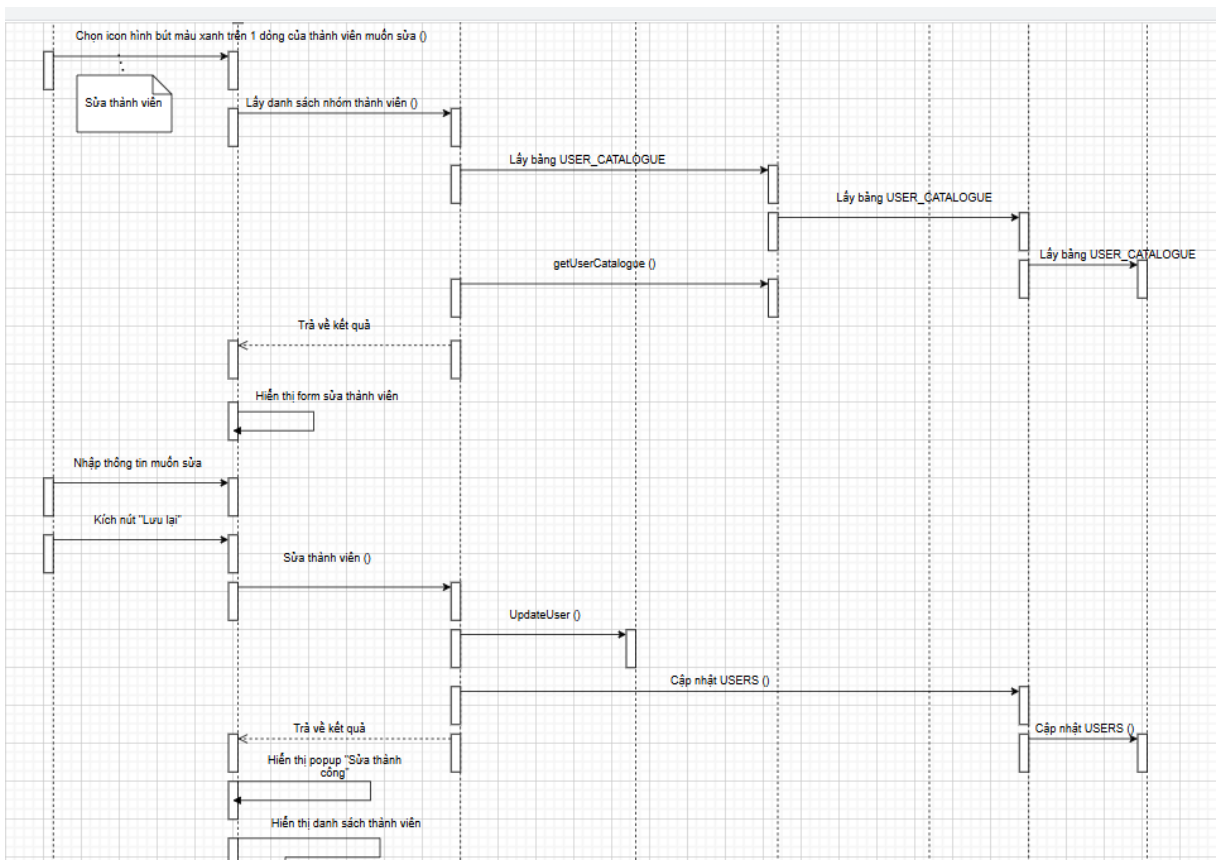 Chọn icon hình bút màu xanh trên 1 dòng của thành viên muốn sửa ()
Sửa thành viên
Lấy danh sách nhóm thành viên ()
Lấy bảng USER_CATALOGUE
Lấy bảng USER_CATALOGUE
Lấy bảng USER_CATALOGUE
getUserCatalogue ()
Trả về kết quả
Hiển thị form sửa thành viên
Nhập thông tin muốn sửa
Kích nút "Lưu lại"
Sửa thành viên ()
UpdateUser ()
Cập nhật USERS ()
Trả về kết quả
Cập nhật USERS ()
Hiển thị popup "Sửa thành
công"
Hiển thị danh sách thành viên